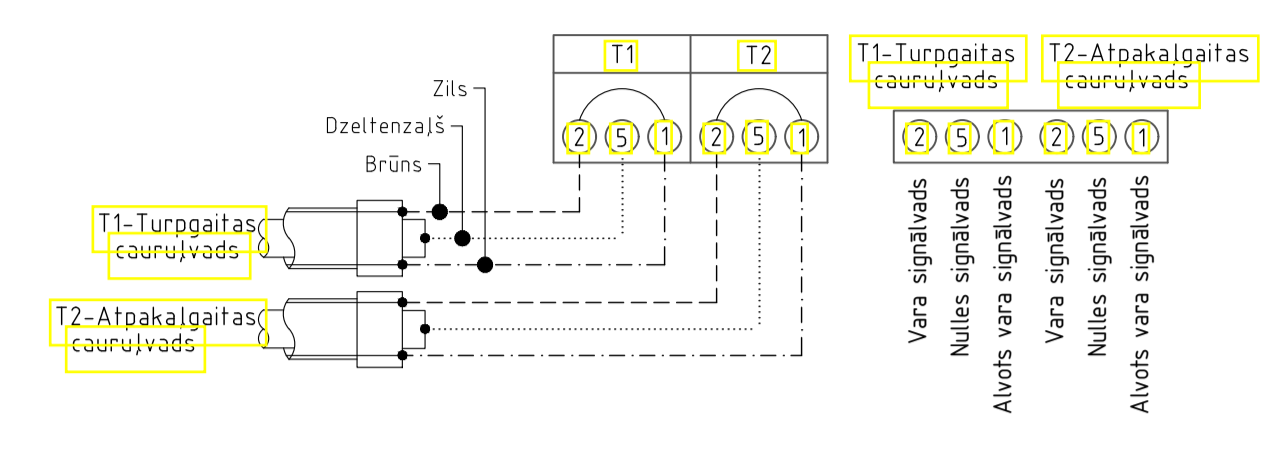 T1 T2
T1-Turpgaitas
cauruļvads
T2-Atpakaļgaitas
cauruļvads
Zils
Dzeltenzaļš
Brūns
2 5 1 2 5 1
2 5 1 2 5 1
T1-Turpgaitas
cauruļvads
T2-Atpakaļgaitas
cauruļvads
Vara signālvads
Nulles signālvads
Alvots vara signālvads
Vara signālvads
Nulles signālvads
Alvots vara signālvads